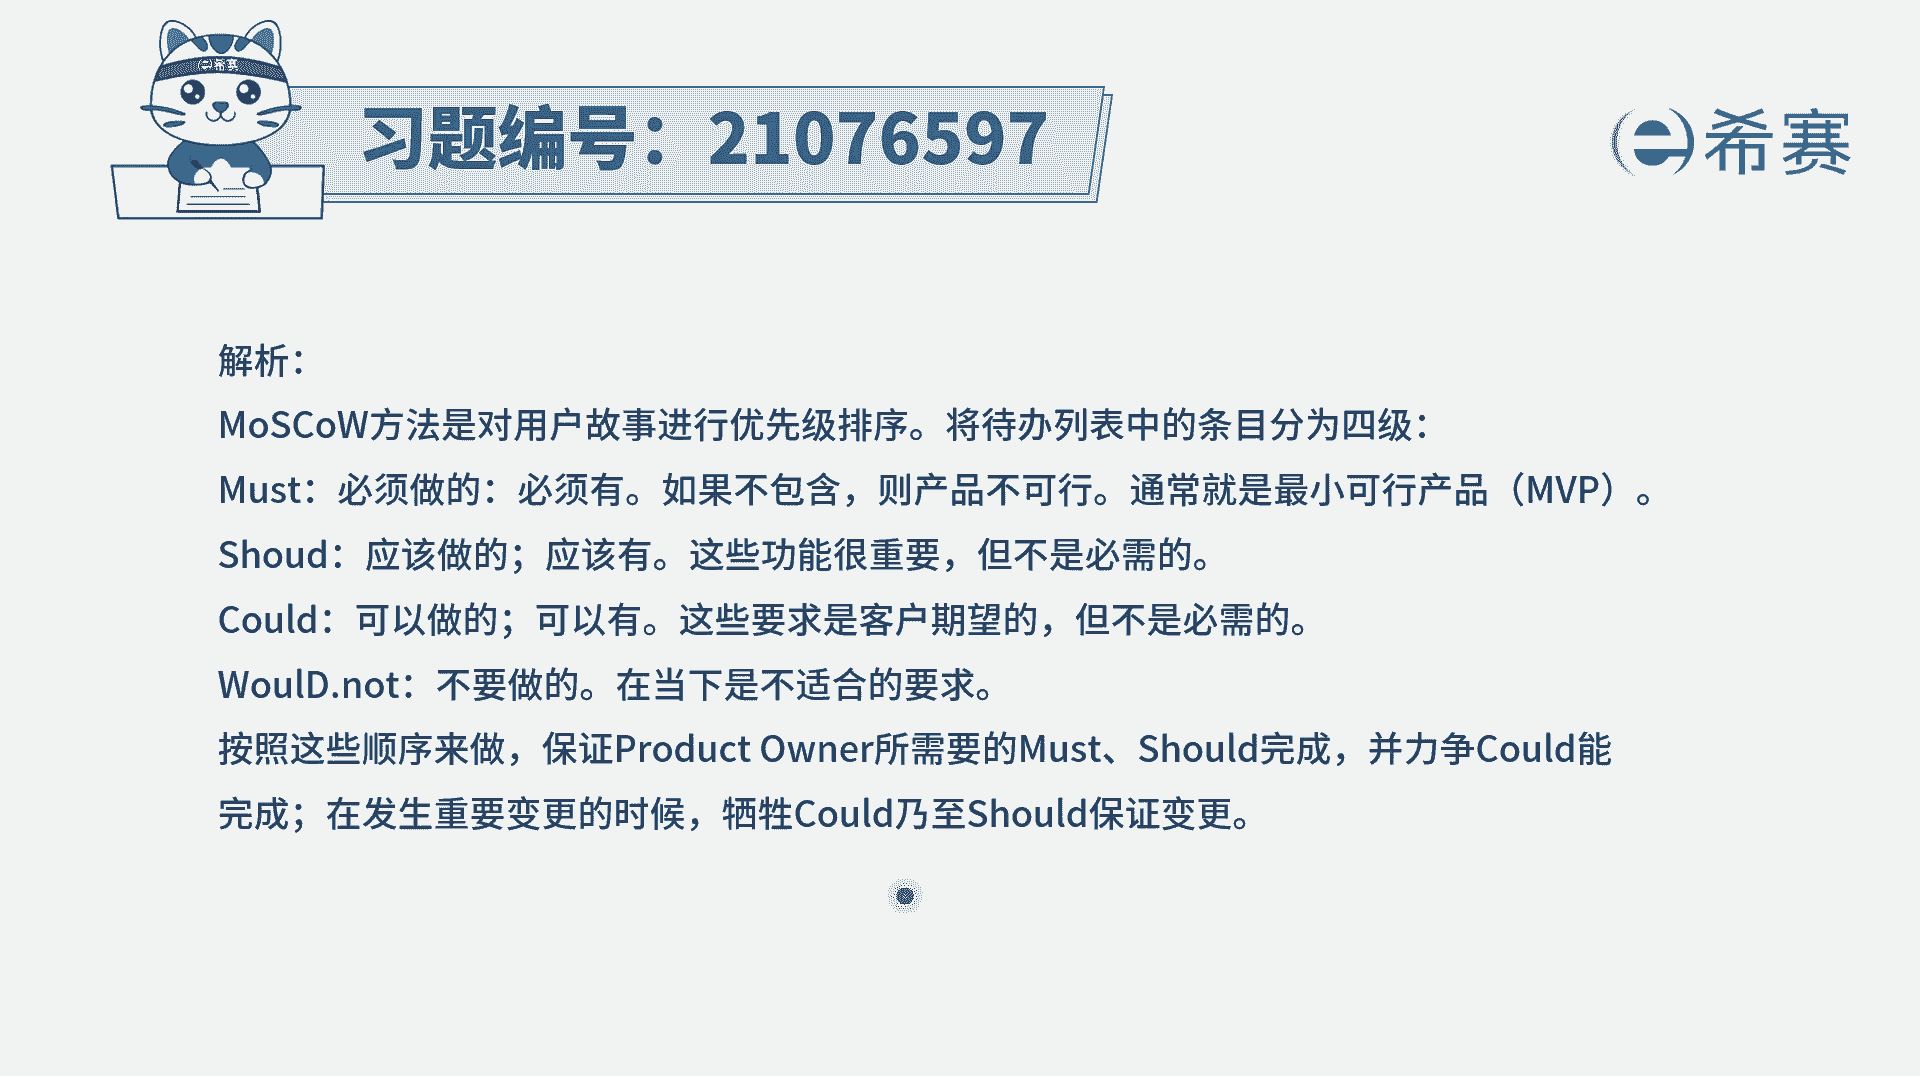 希赛
习题编号：21076597
希赛
解析：
MoSCoW方法是对用户故事进行优先级排序。将待办列表中的条目分为四级：
Must：必须做的：必须有。如果不包含，则产品不可行。通常就是最小可行产品（MVP）。
Shoud：应该做的；应该有。这些功能很重要，但不是必需的。
Could：可以做的；可以有。这些要求是客户期望的，但不是必需的。
WoulD.not：不要做的。在当下是不适合的要求。
按照这些顺序来做，保证Product Owner所需要的Must、Should完成，并力争Could能
完成；在发生重要变更的时候，牺牲Could乃至Should保证变更。